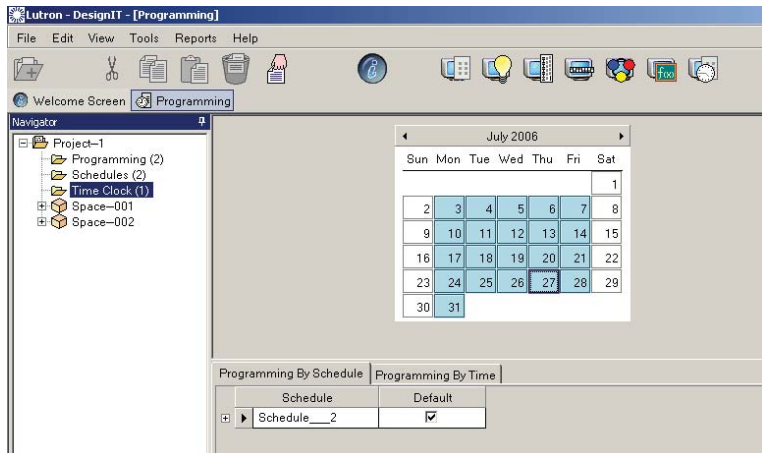 Lutron - DesignIT - [Programming]
File Edit View Tools Reports Help
Welcome Screen Programming
Navigator
Project-1
Programming (2)
Schedules (2)
Time Clock (1)
Space-001
Space-002
July 2006
Sun Mon Tue Wed Thu Fri Sat
1
2 3 4 5 6 7 8
9 10 11 12 13 14 15
16 17 18 19 20 21 22
23 24 25 26 27 28 29
30 31
Programming By Schedule Programming By Time
Schedule Default
Schedule___2